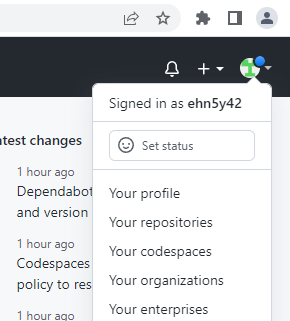 Signed in as ehn5y42
Set status
Your profile
Your repositories
Your codespaces
Your organizations
Your enterprises
test changes
1 hour ago
Dependabot
and version
1 hour ago
Codespaces
policy to res
1 hour ago